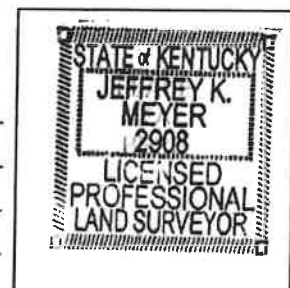 STATE of KENTUCKY
JEFFREY K.
MEYER
2908
LICENSED
PROFESSIONAL
LAND SURVEYOR